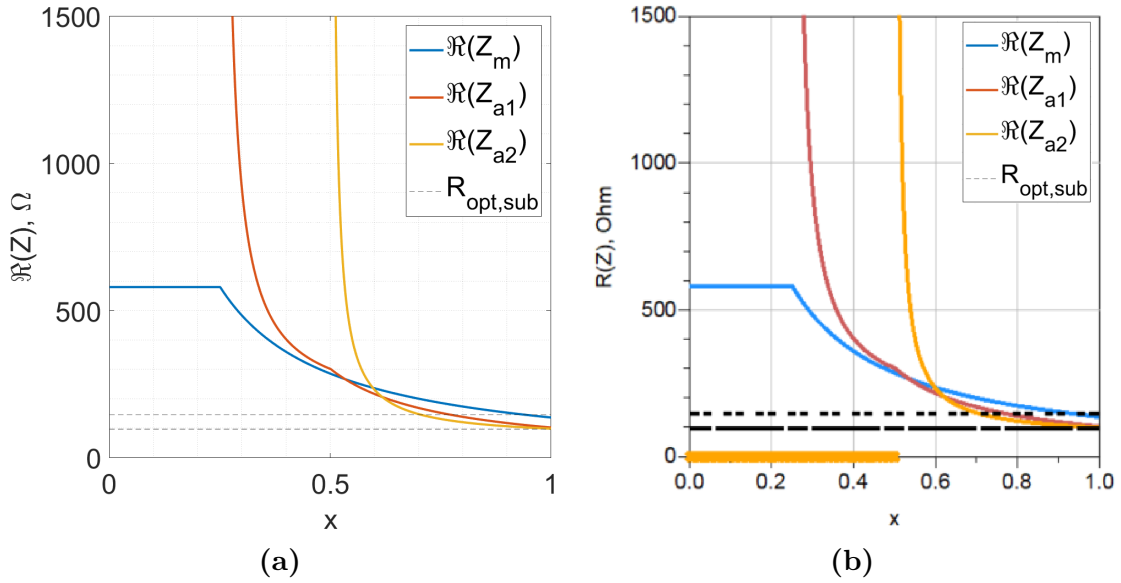 1500
1000
500
0
ℜ(Z), Ω
0
0.5
1
x
ℜ(Z_m)
ℜ(Z_a1)
ℜ(Z_a2)
R_opt,sub
(a)
1500
1000
500
0
R(Z), Ohm
0.0
0.2
0.4
0.6
0.8
1.0
x
ℜ(Z_m)
ℜ(Z_a1)
ℜ(Z_a2)
R_opt,sub
(b)